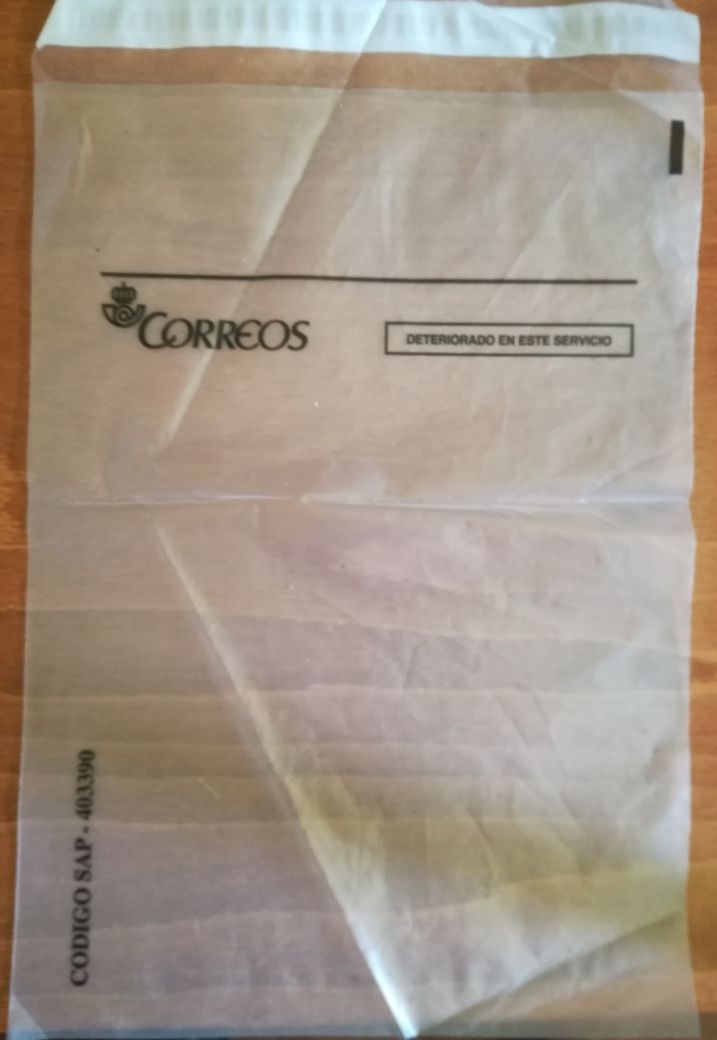 CORREOS
DETERIORADO EN ESTE SERVICIO
CODIGO SAP - 403390